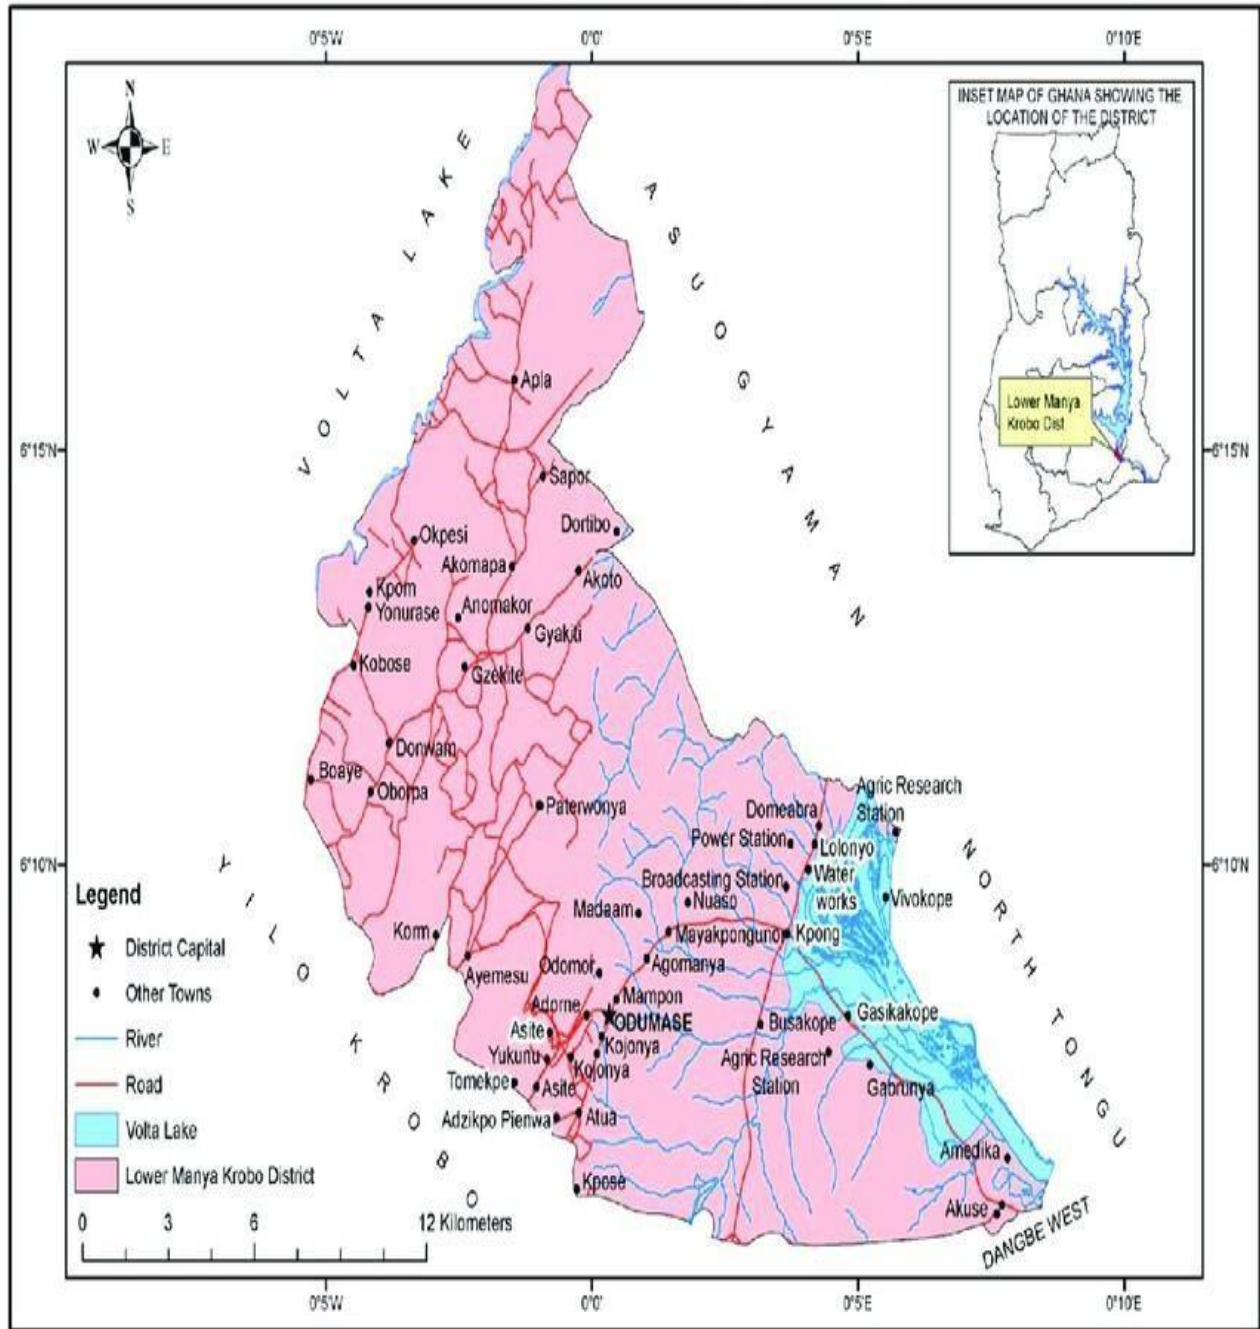 0°5'W 0°0' 0°5'E 0°10'E
INSET MAP OF GHANA SHOWING THE
LOCATION OF THE DISTRICT
N
W E
S
VOLTA LAKE
ASUOGYAMAN
Lower Manya
Krobo Dist
6°15'N
6°15'N
Apla
Sapor
Dortibo
Okpesi
Akomapa
Akoto
Kpom
Yonurase
Anomakor
Gyakiti
Kobose
Gzekite
Donwam
Boaye
Oborpa
Paterwonya
Agric Research
Station
Domeabra
Power Station
Lolonyo
6°10'N
6°10'N
Water
works
Broadcasting Station
Nuaso
Vivokope
Madaam
Mayakpongunor
Kpong
Korm
Ayemesu
Odomor
Agomanya
Mampon
Adorne
ODUMASE
Busakope
Gasikakope
Asite
Kojonya
Yukunu
Kojonya
Agric Research
Station
Tomekpe
Asite
Gabrunya
Adzikpo Pienwa
Atua
Amedika
Kpose
Akuse
YILO KROBO
NORTH TONGU
DANGBE WEST
Legend
District Capital
Other Towns
River
Road
Volta Lake
Lower Manya Krobo District
0 3 6 12 Kilometers
0°5'W 0°0' 0°5'E 0°10'E